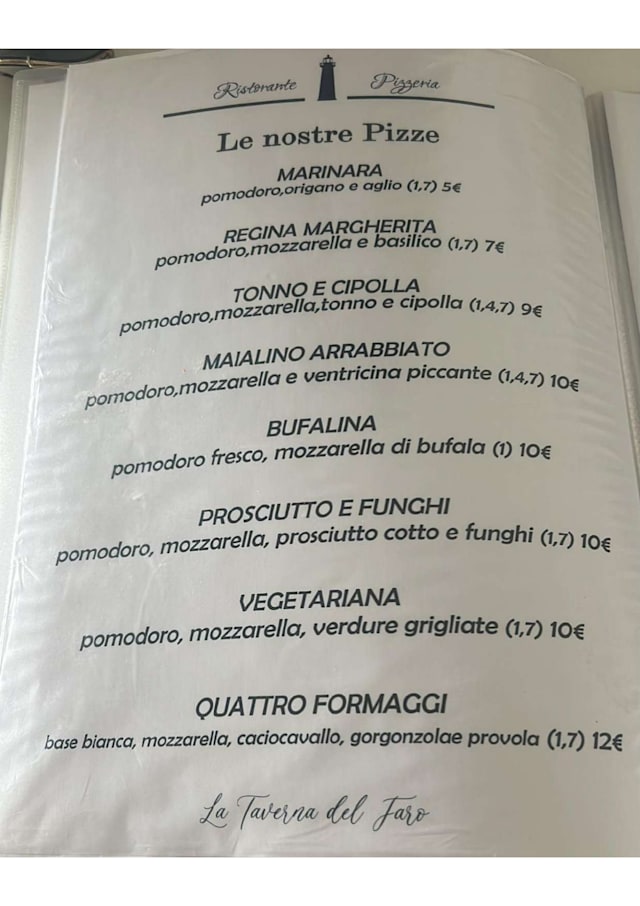 Ristorante Pizzeria
Le nostre Pizze
MARINARA
pomodoro,origano e aglio (1,7) 5€
REGINA MARGHERITA
pomodoro,mozzarella e basilico (1,7) 7€
TONNO E CIPOLLA
pomodoro,mozzarella,tonno e cipolla (1,4,7) 9€
MAIALINO ARRABBIATO
pomodoro,mozzarella e ventricina piccante (1,4,7) 10€
BUFALINA
pomodoro fresco, mozzarella di bufala (1) 10€
PROSCIUTTO E FUNGHI
pomodoro, mozzarella, prosciutto cotto e funghi (1,7) 10€
VEGETARIANA
pomodoro, mozzarella, verdure grigliate (1,7) 10€
QUATTRO FORMAGGI
base bianca, mozzarella, caciocavallo, gorgonzolae provola (1,7) 12€
La Taverna del Faro